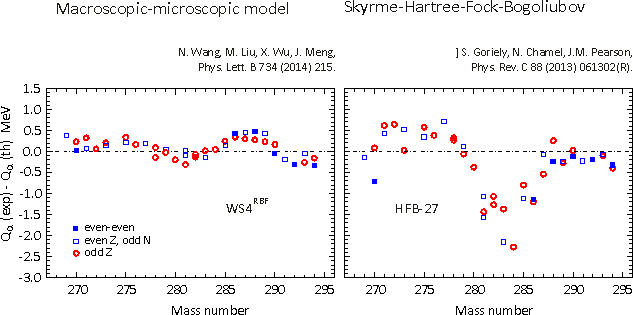 Macroscopic-microscopic model
Skyrme-Hartree-Fock-Bogoliubov
N. Wang, M. Liu, X. Wu, J. Meng,
Phys. Lett. B 734 (2014) 215.
] S. Goriely, N. Chamel, J.M. Pearson,
Phys. Rev. C 88 (2013) 061302(R).
Qα (exp) - Qα (th) MeV
1.5
1.0
0.5
0.0
-0.5
-1.0
-1.5
-2.0
-2.5
-3.0
WS4RBF
HFB-27
even-even
even Z, odd N
odd Z
270 275 280 285 290 295
270 275 280 285 290 295
Mass number
Mass number